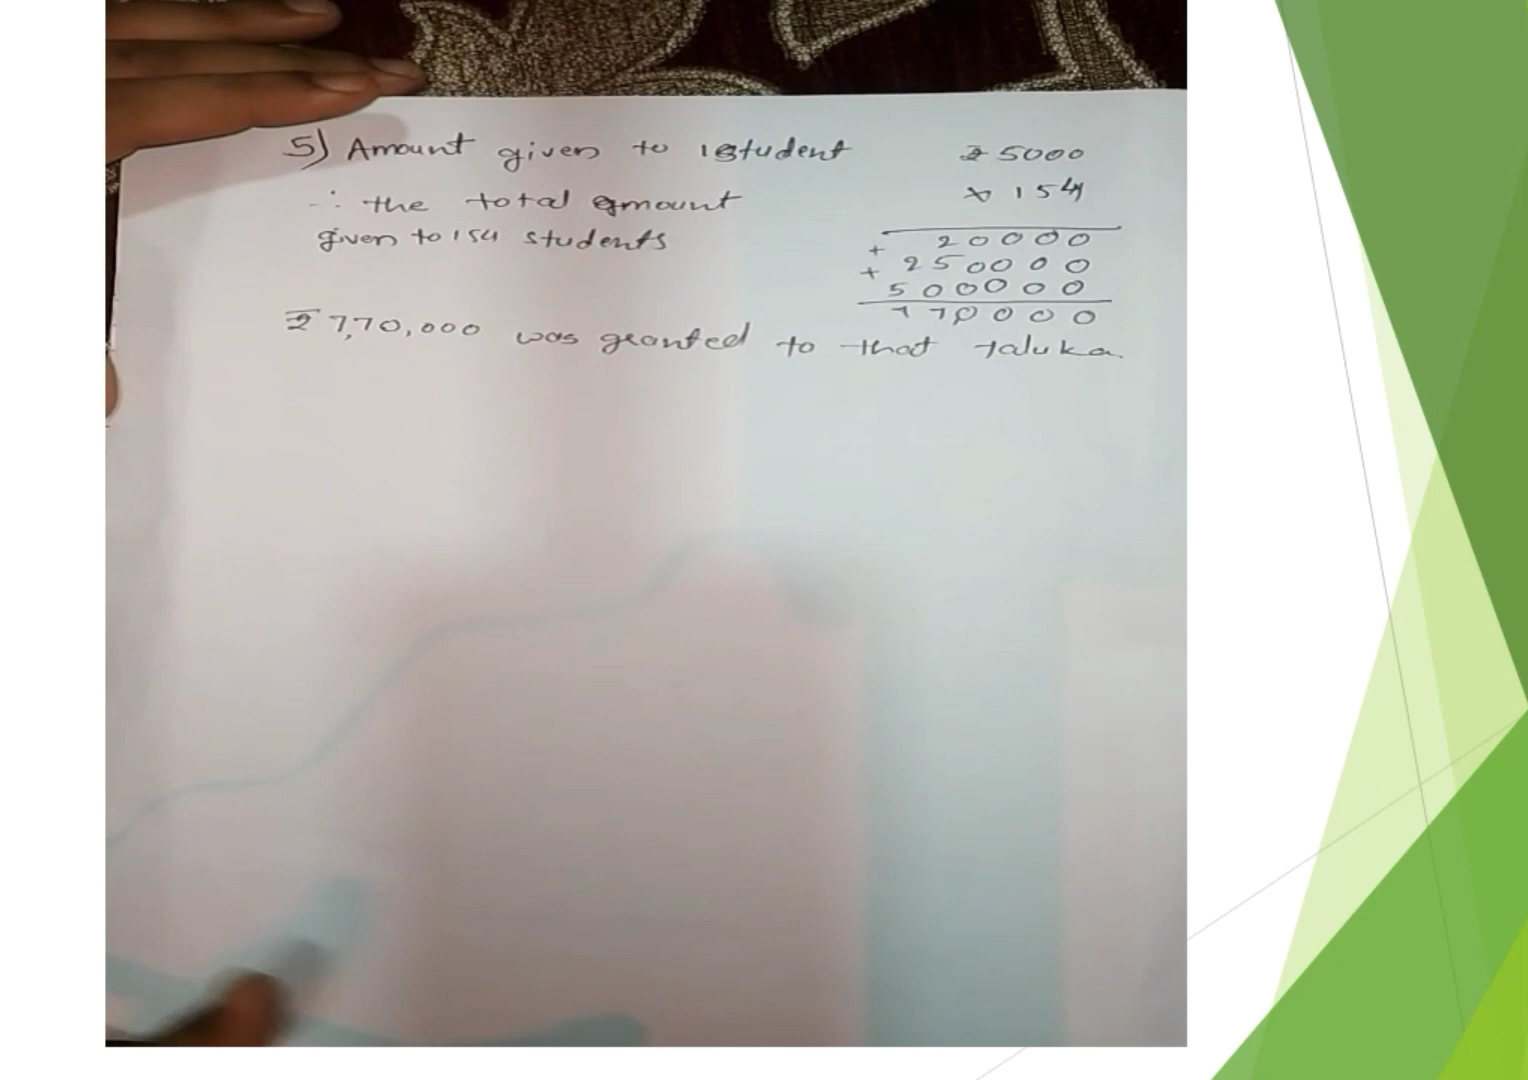 5) Amount given to 1 student ₹ 5000
∴ the total amount × 154
given to 154 students + 20000
+ 250000
500000
770000
₹ 7,70,000 was granted to that taluka.